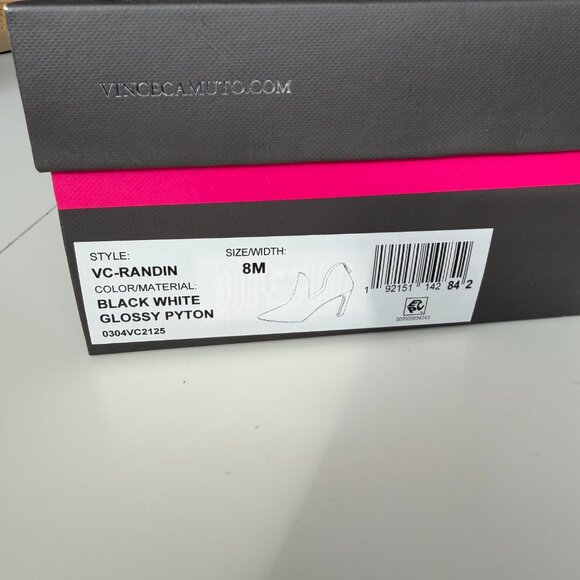 VINCECAMUTO.COM
STYLE: SIZE/WIDTH:
VC-RANDIN 8M
COLOR/MATERIAL:
BLACK WHITE
GLOSSY PYTON
0304VC2125
1 92151 142 84 2